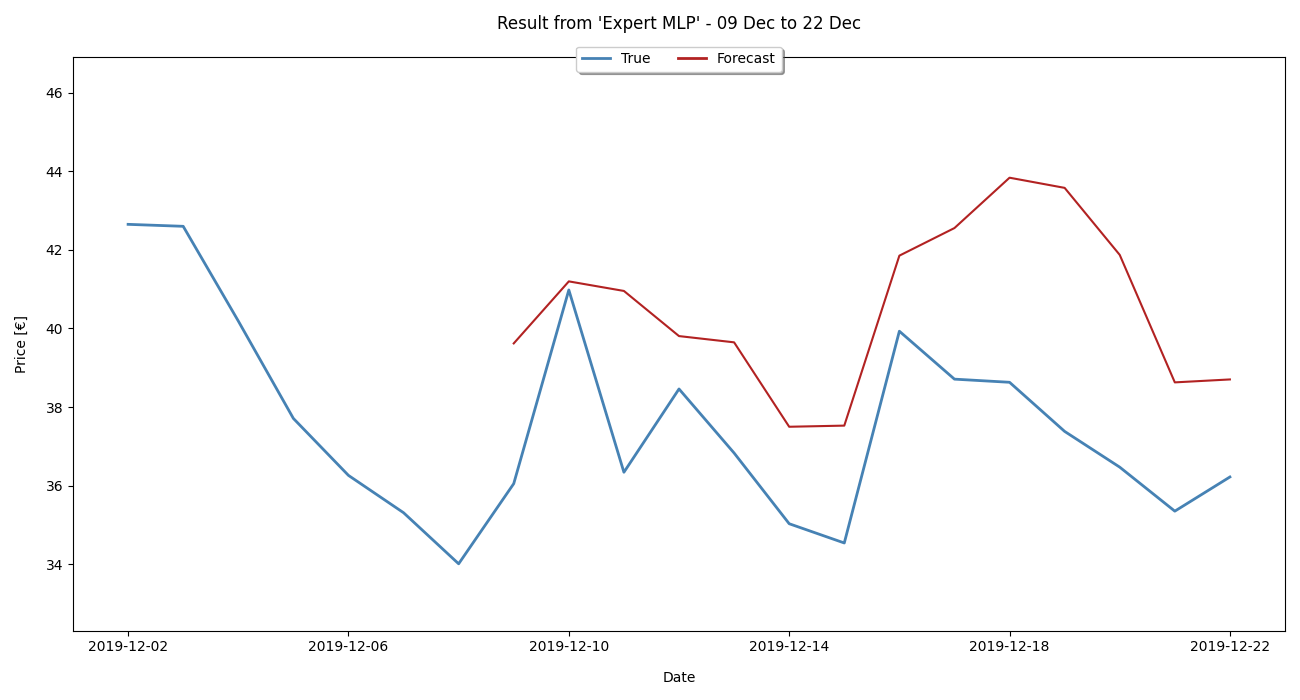 Result from 'Expert MLP' - 09 Dec to 22 Dec
True Forecast
46
44
42
40
38
36
34
Price [€]
2019-12-02 2019-12-06 2019-12-10 2019-12-14 2019-12-18 2019-12-22
Date